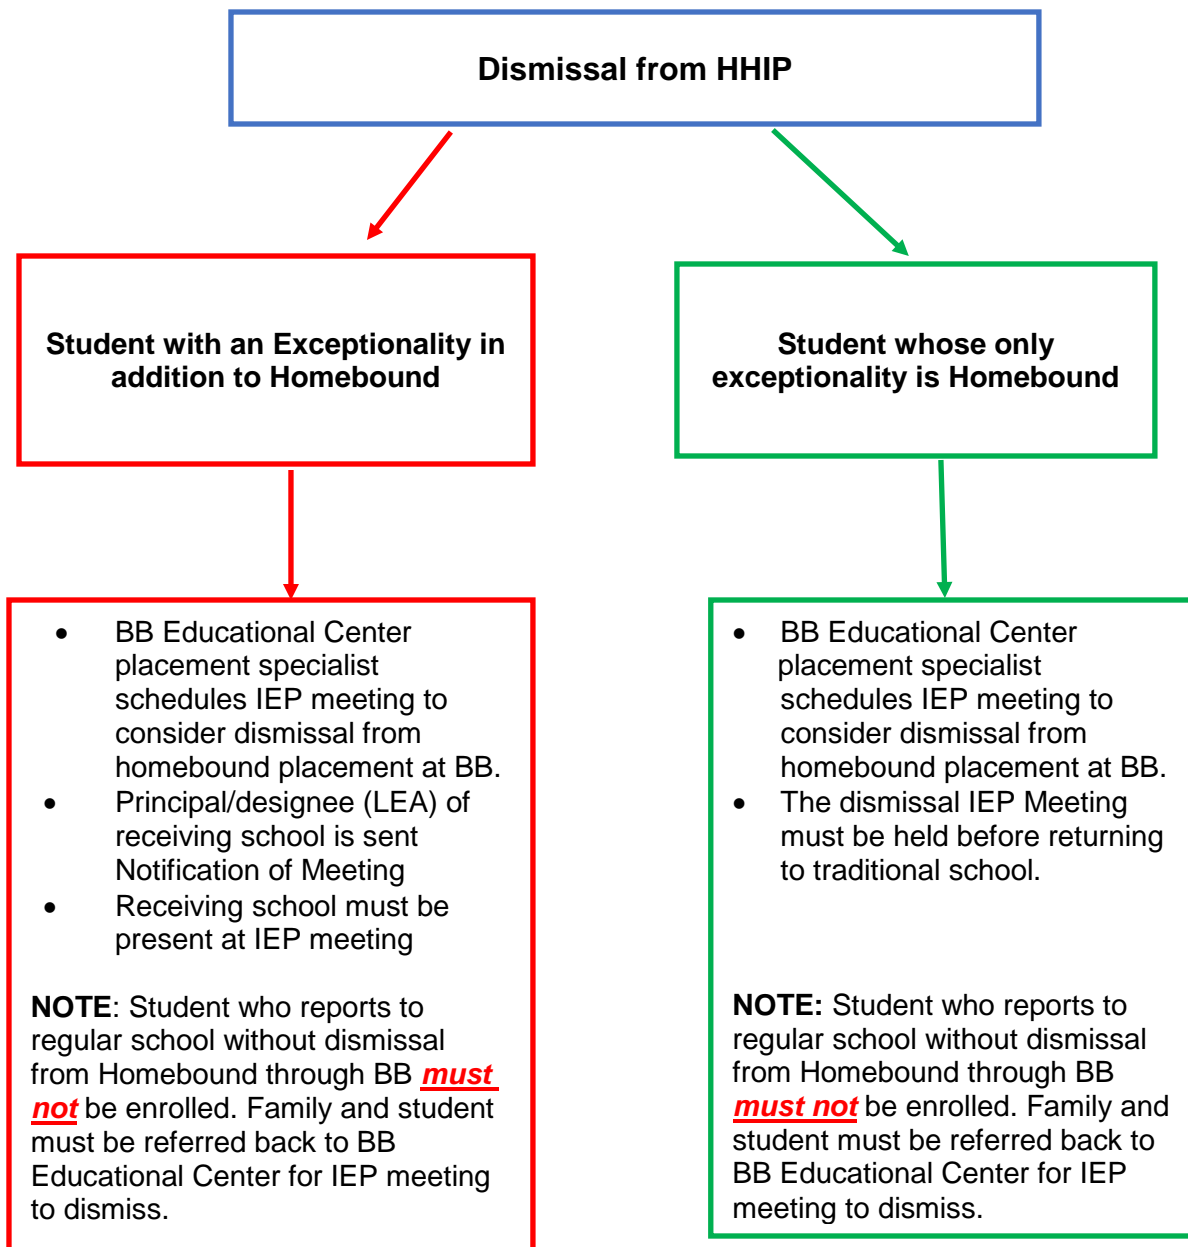 Dismissal from HHIP
Student with an Exceptionality in
addition to Homebound
Student whose only
exceptionality is Homebound
• BB Educational Center
placement specialist
schedules IEP meeting to
consider dismissal from
homebound placement at BB.
• Principal/designee (LEA) of
receiving school is sent
Notification of Meeting
• Receiving school must be
present at IEP meeting
NOTE: Student who reports to
regular school without dismissal
from Homebound through BB must
not be enrolled. Family and student
must be referred back to BB
Educational Center for IEP meeting
to dismiss.
• BB Educational Center
placement specialist
schedules IEP meeting to
consider dismissal from
homebound placement at BB.
• The dismissal IEP Meeting
must be held before returning
to traditional school.
NOTE: Student who reports to
regular school without dismissal
from Homebound through BB
must not be enrolled. Family and
student must be referred back to
BB Educational Center for IEP
meeting to dismiss.